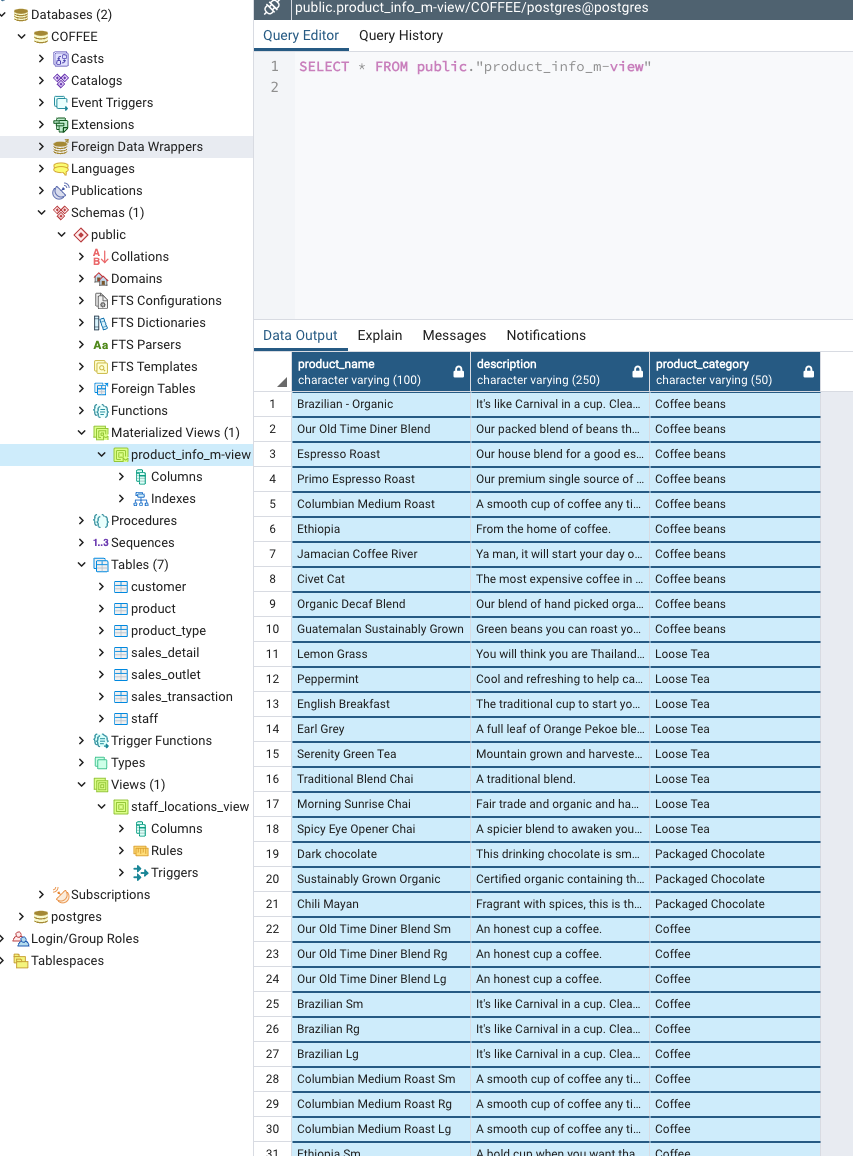 Databases (2)
COFFEE
Casts
Catalogs
Event Triggers
Extensions
Foreign Data Wrappers
Languages
Publications
Schemas (1)
public
Collations
Domains
FTS Configurations
FTS Dictionaries
FTS Parsers
FTS Templates
Foreign Tables
Functions
Materialized Views (1)
product_info_m-view
Columns
Indexes
Procedures
Sequences
Tables (7)
customer
product
product_type
sales_detail
sales_outlet
sales_transaction
staff
Trigger Functions
Types
Views (1)
staff_locations_view
Columns
Rules
Triggers
Subscriptions
postgres
Login/Group Roles
Tablespaces
public.product_info_m-view/COFFEE/postgres@postgres
Query Editor Query History
1 SELECT * FROM public."product_info_m-view"
2
Data Output Explain Messages Notifications
product_name description product_category
character varying (100) character varying (250) character varying (50)
1 Brazilian - Organic It's like Carnival in a cup. Clea... Coffee beans
2 Our Old Time Diner Blend Our packed blend of beans th... Coffee beans
3 Espresso Roast Our house blend for a good es... Coffee beans
4 Primo Espresso Roast Our premium single source of ... Coffee beans
5 Columbian Medium Roast A smooth cup of coffee any ti... Coffee beans
6 Ethiopia From the home of coffee. Coffee beans
7 Jamacian Coffee River Ya man, it will start your day o... Coffee beans
8 Civet Cat The most expensive coffee in ... Coffee beans
9 Organic Decaf Blend Our blend of hand picked orga... Coffee beans
10 Guatemalan Sustainably Grown Green beans you can roast yo... Coffee beans
11 Lemon Grass You will think you are Thailand... Loose Tea
12 Peppermint Cool and refreshing to help ca... Loose Tea
13 English Breakfast The traditional cup to start yo... Loose Tea
14 Earl Grey A full leaf of Orange Pekoe ble... Loose Tea
15 Serenity Green Tea Mountain grown and harveste... Loose Tea
16 Traditional Blend Chai A traditional blend. Loose Tea
17 Morning Sunrise Chai Fair trade and organic and ha... Loose Tea
18 Spicy Eye Opener Chai A spicier blend to awaken you... Loose Tea
19 Dark chocolate This drinking chocolate is sm... Packaged Chocolate
20 Sustainably Grown Organic Certified organic containing th... Packaged Chocolate
21 Chili Mayan Fragrant with spices, this is th... Packaged Chocolate
22 Our Old Time Diner Blend Sm An honest cup a coffee. Coffee
23 Our Old Time Diner Blend Rg An honest cup a coffee. Coffee
24 Our Old Time Diner Blend Lg An honest cup a coffee. Coffee
25 Brazilian Sm It's like Carnival in a cup. Clea... Coffee
26 Brazilian Rg It's like Carnival in a cup. Clea... Coffee
27 Brazilian Lg It's like Carnival in a cup. Clea... Coffee
28 Columbian Medium Roast Sm A smooth cup of coffee any ti... Coffee
29 Columbian Medium Roast Rg A smooth cup of coffee any ti... Coffee
30 Columbian Medium Roast Lg A smooth cup of coffee any ti... Coffee
31 Ethiopia Sm A bold cup when you want tha... Coffee